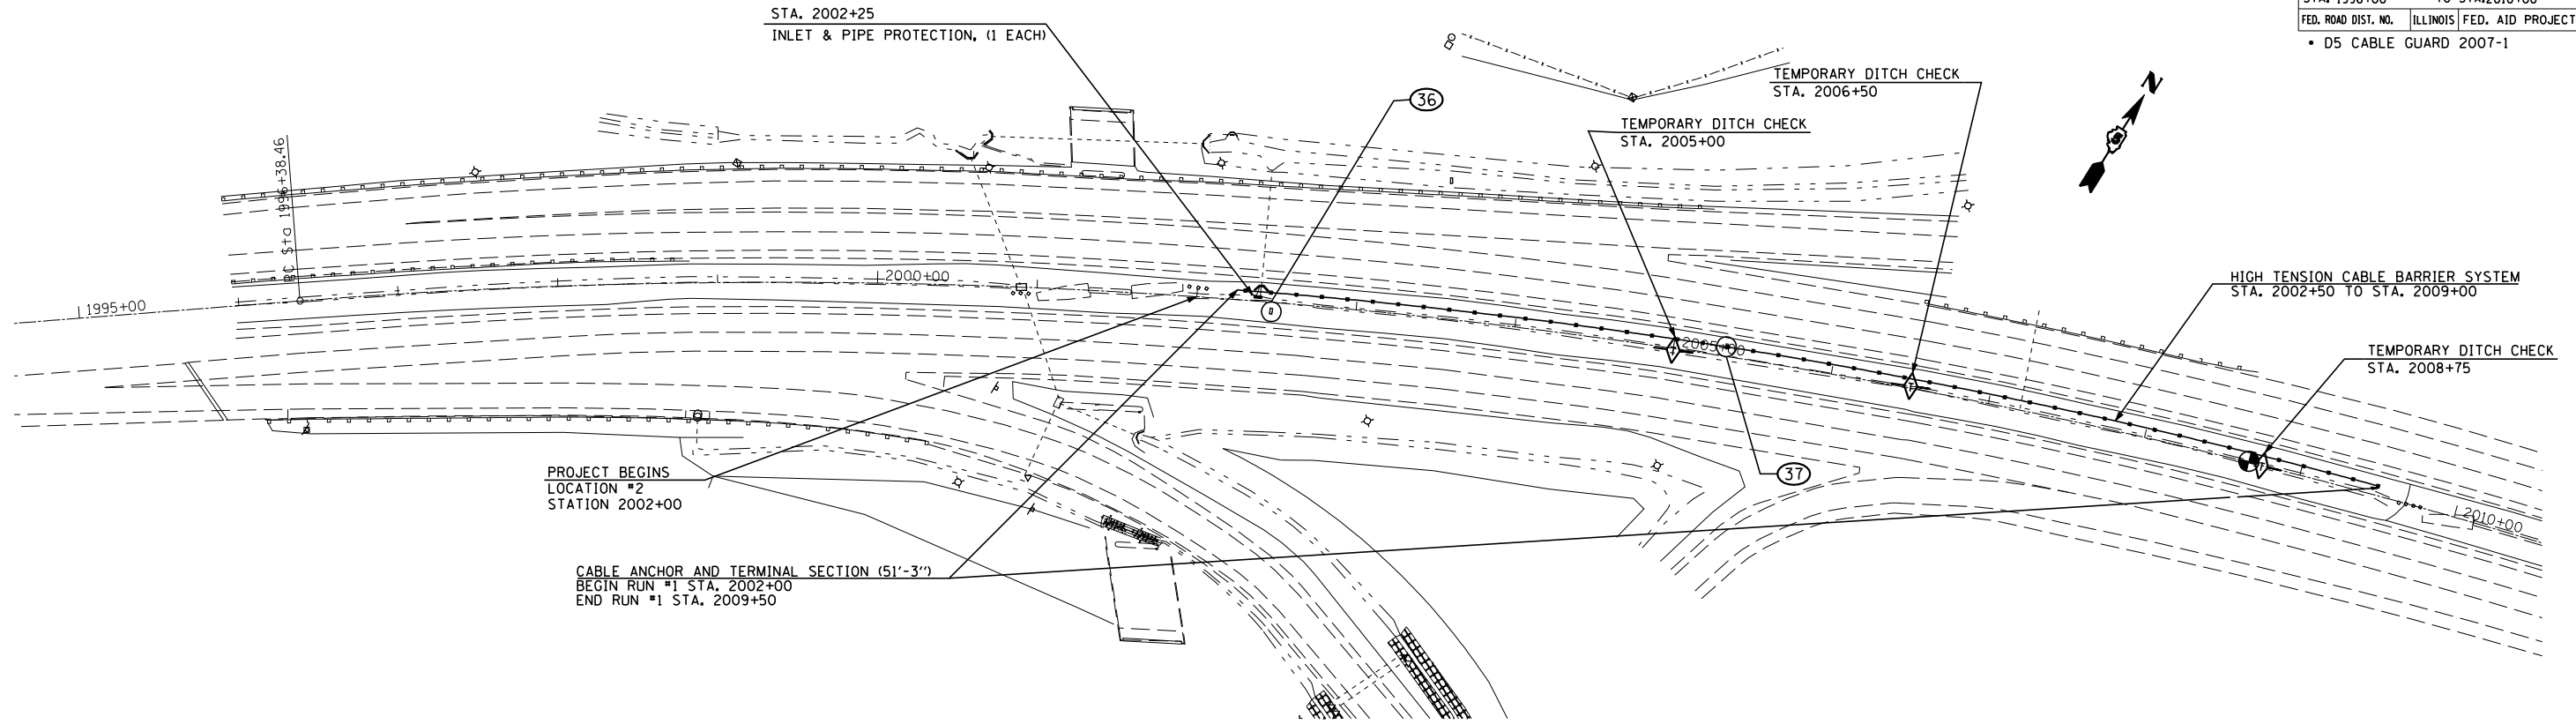 STA. 2002+25
INLET & PIPE PROTECTION, (1 EACH)
FED. ROAD DIST. NO. ILLINOIS FED. AID PROJECT
• D5 CABLE GUARD 2007-1
N
36
TEMPORARY DITCH CHECK
STA. 2006+50
TEMPORARY DITCH CHECK
STA. 2005+00
PC Sta 1996+38.46
1995+00
2000+00
2005+00
HIGH TENSION CABLE BARRIER SYSTEM
STA. 2002+50 TO STA. 2009+00
TEMPORARY DITCH CHECK
STA. 2008+75
37
PROJECT BEGINS
LOCATION #2
STATION 2002+00
2010+00
CABLE ANCHOR AND TERMINAL SECTION (51'-3'')
BEGIN RUN #1 STA. 2002+00
END RUN #1 STA. 2009+50